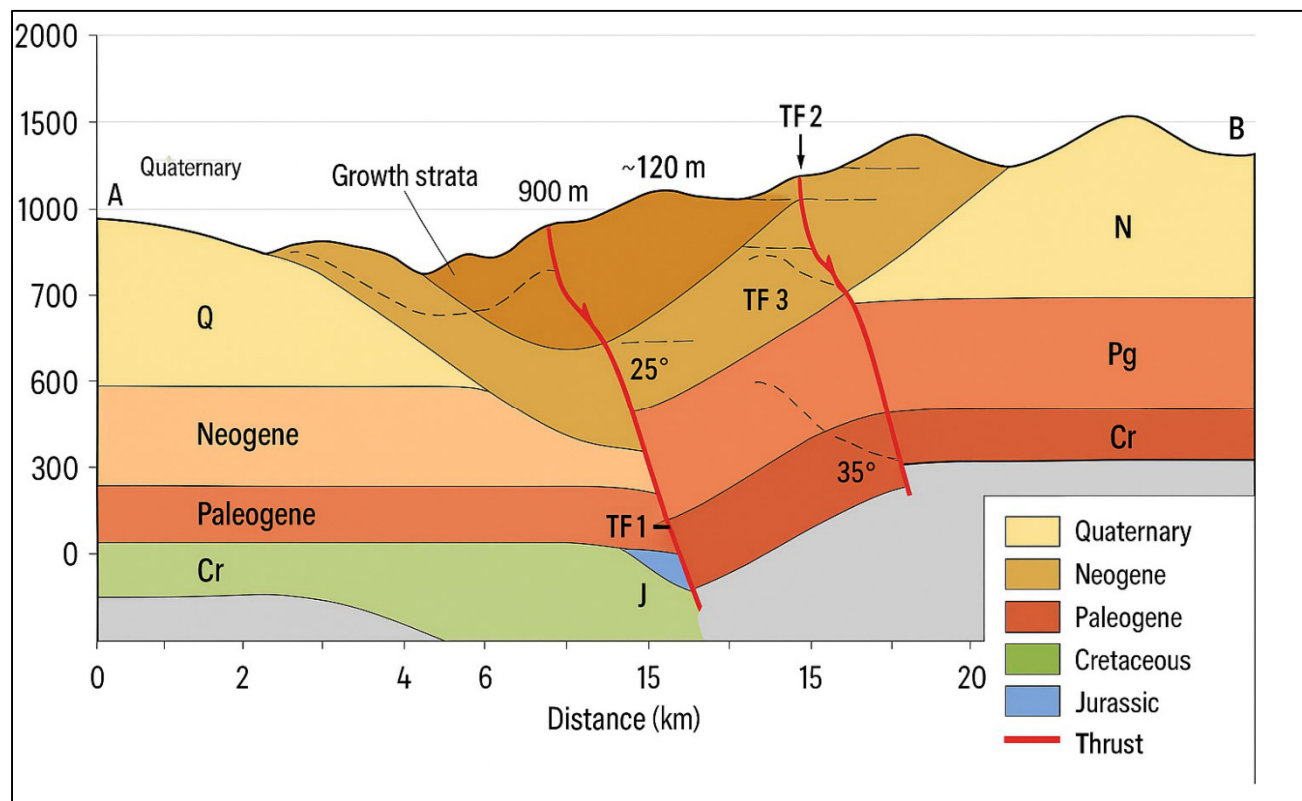 2000
1500
1000
700
600
300
0
A
Quaternary
Growth strata
900 m
~120 m
TF 2
B
Q
N
TF 3
25°
Pg
Neogene
Cr
35°
Paleogene
TF1
Cr
J
0 2 4 6 15 15 20
Distance (km)
Quaternary
Neogene
Paleogene
Cretaceous
Jurassic
Thrust